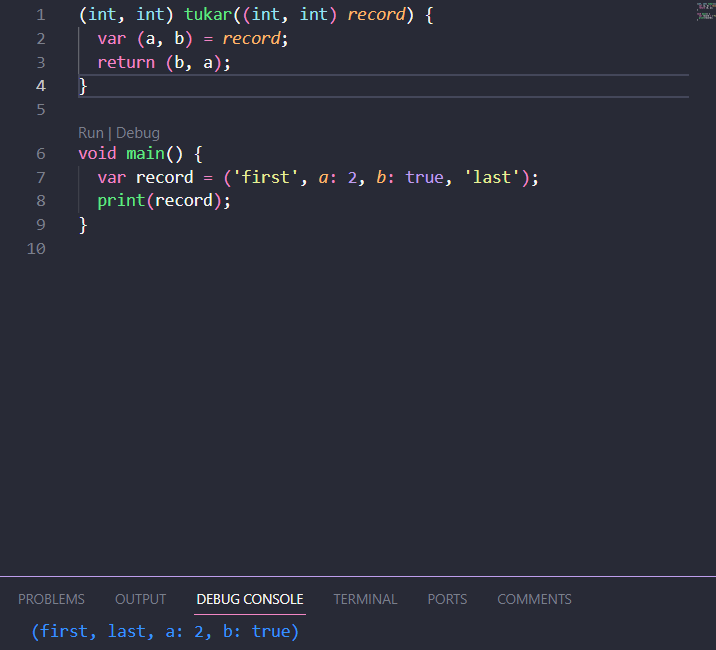 1 (int, int) tukar((int, int) record) {
2 var (a, b) = record;
3 return (b, a);
4 }
5
Run | Debug
6 void main() {
7 var record = ('first', a: 2, b: true, 'last');
8 print(record);
9 }
10
PROBLEMS OUTPUT DEBUG CONSOLE TERMINAL PORTS COMMENTS
(first, last, a: 2, b: true)